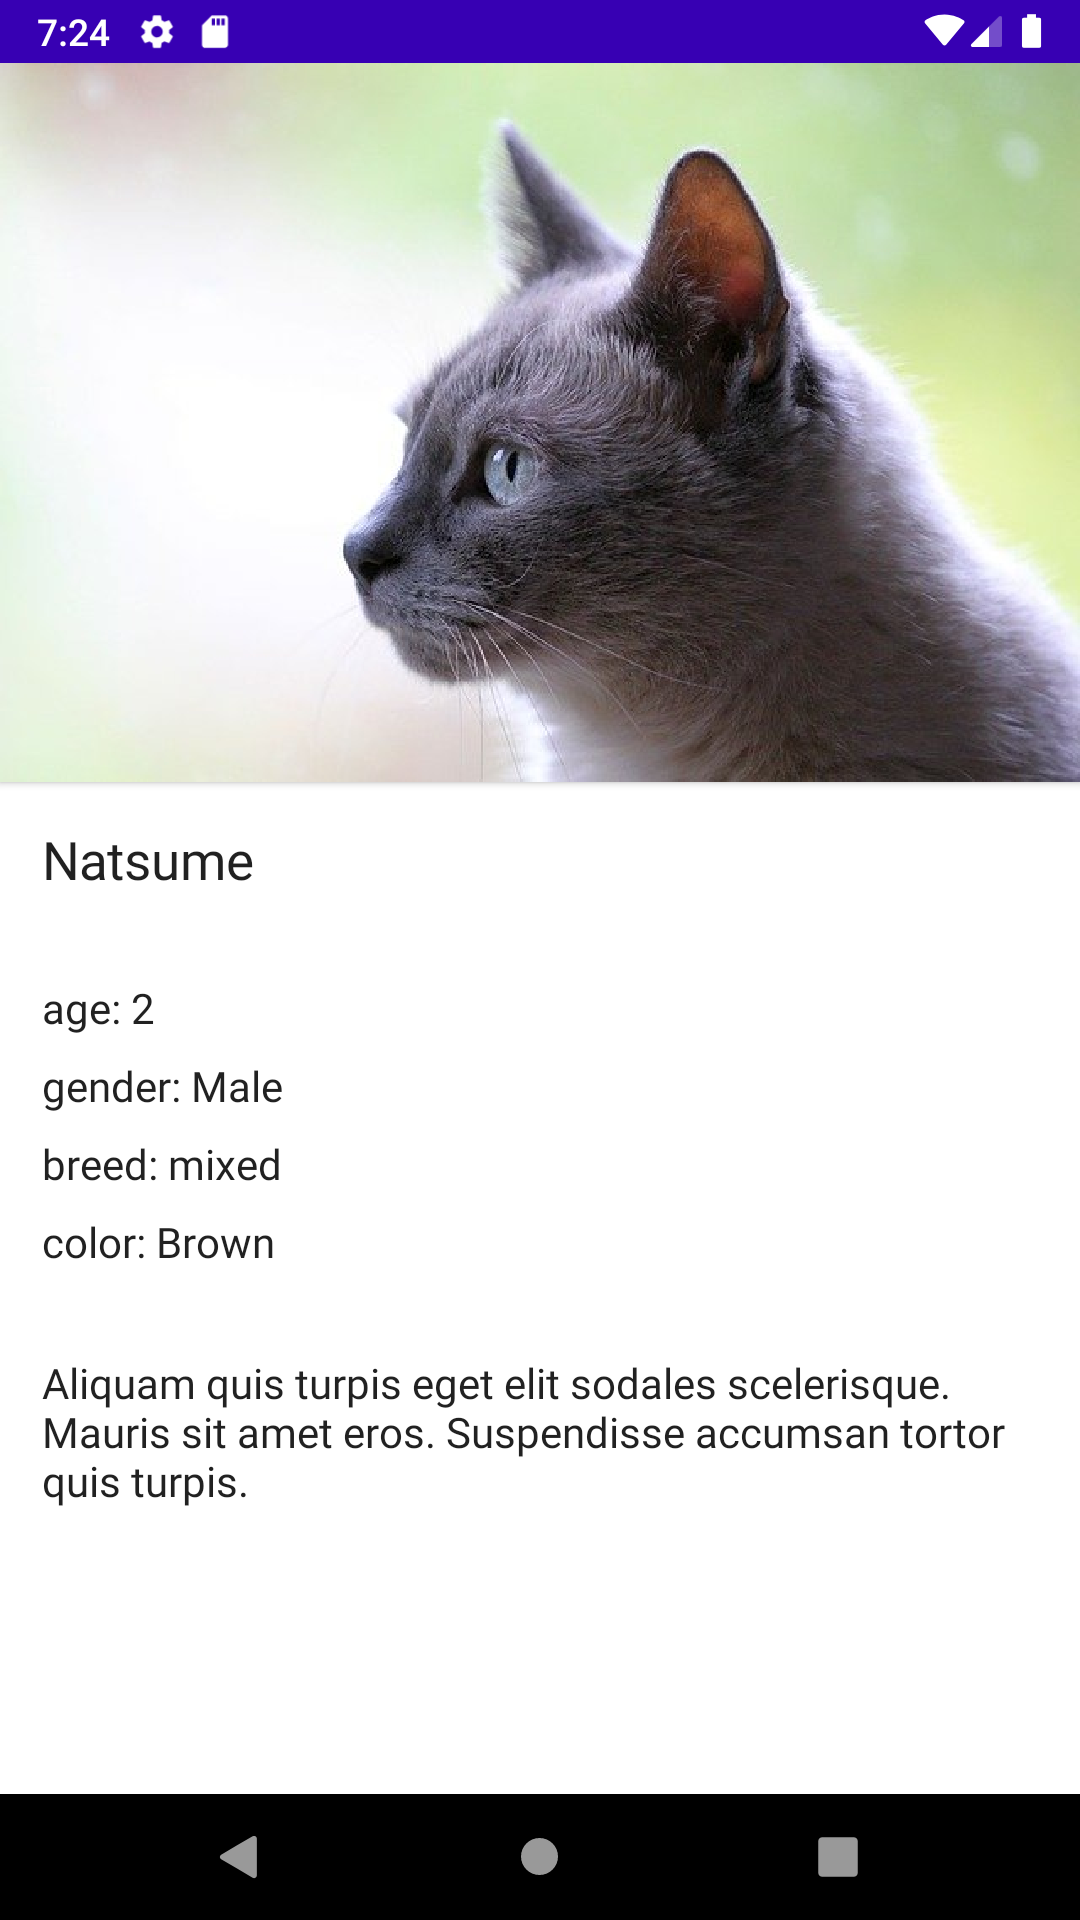 7:24
Natsume
age: 2
gender: Male
breed: mixed
color: Brown
Aliquam quis turpis eget elit sodales scelerisque.
Mauris sit amet eros. Suspendisse accumsan tortor
quis turpis.